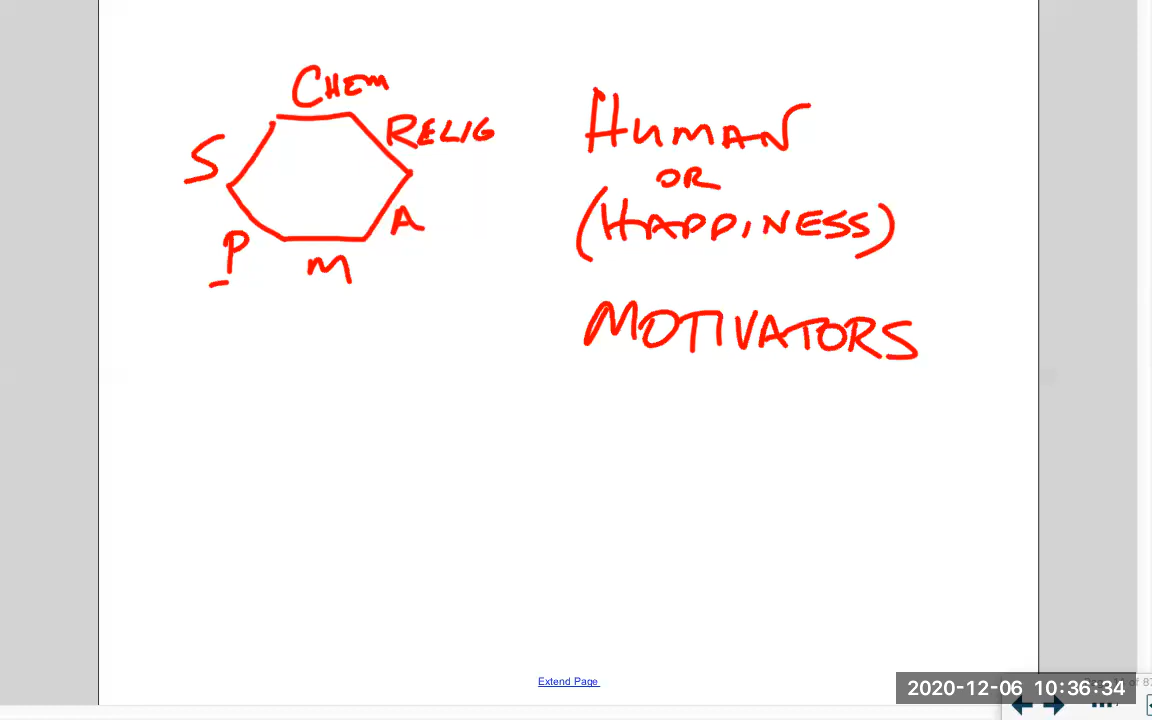 CHEM
RELIG
S
A
P
M
HUMAN
OR
(HAPPINESS)
MOTIVATORS
Extend Page
2020-12-06 10:36:34